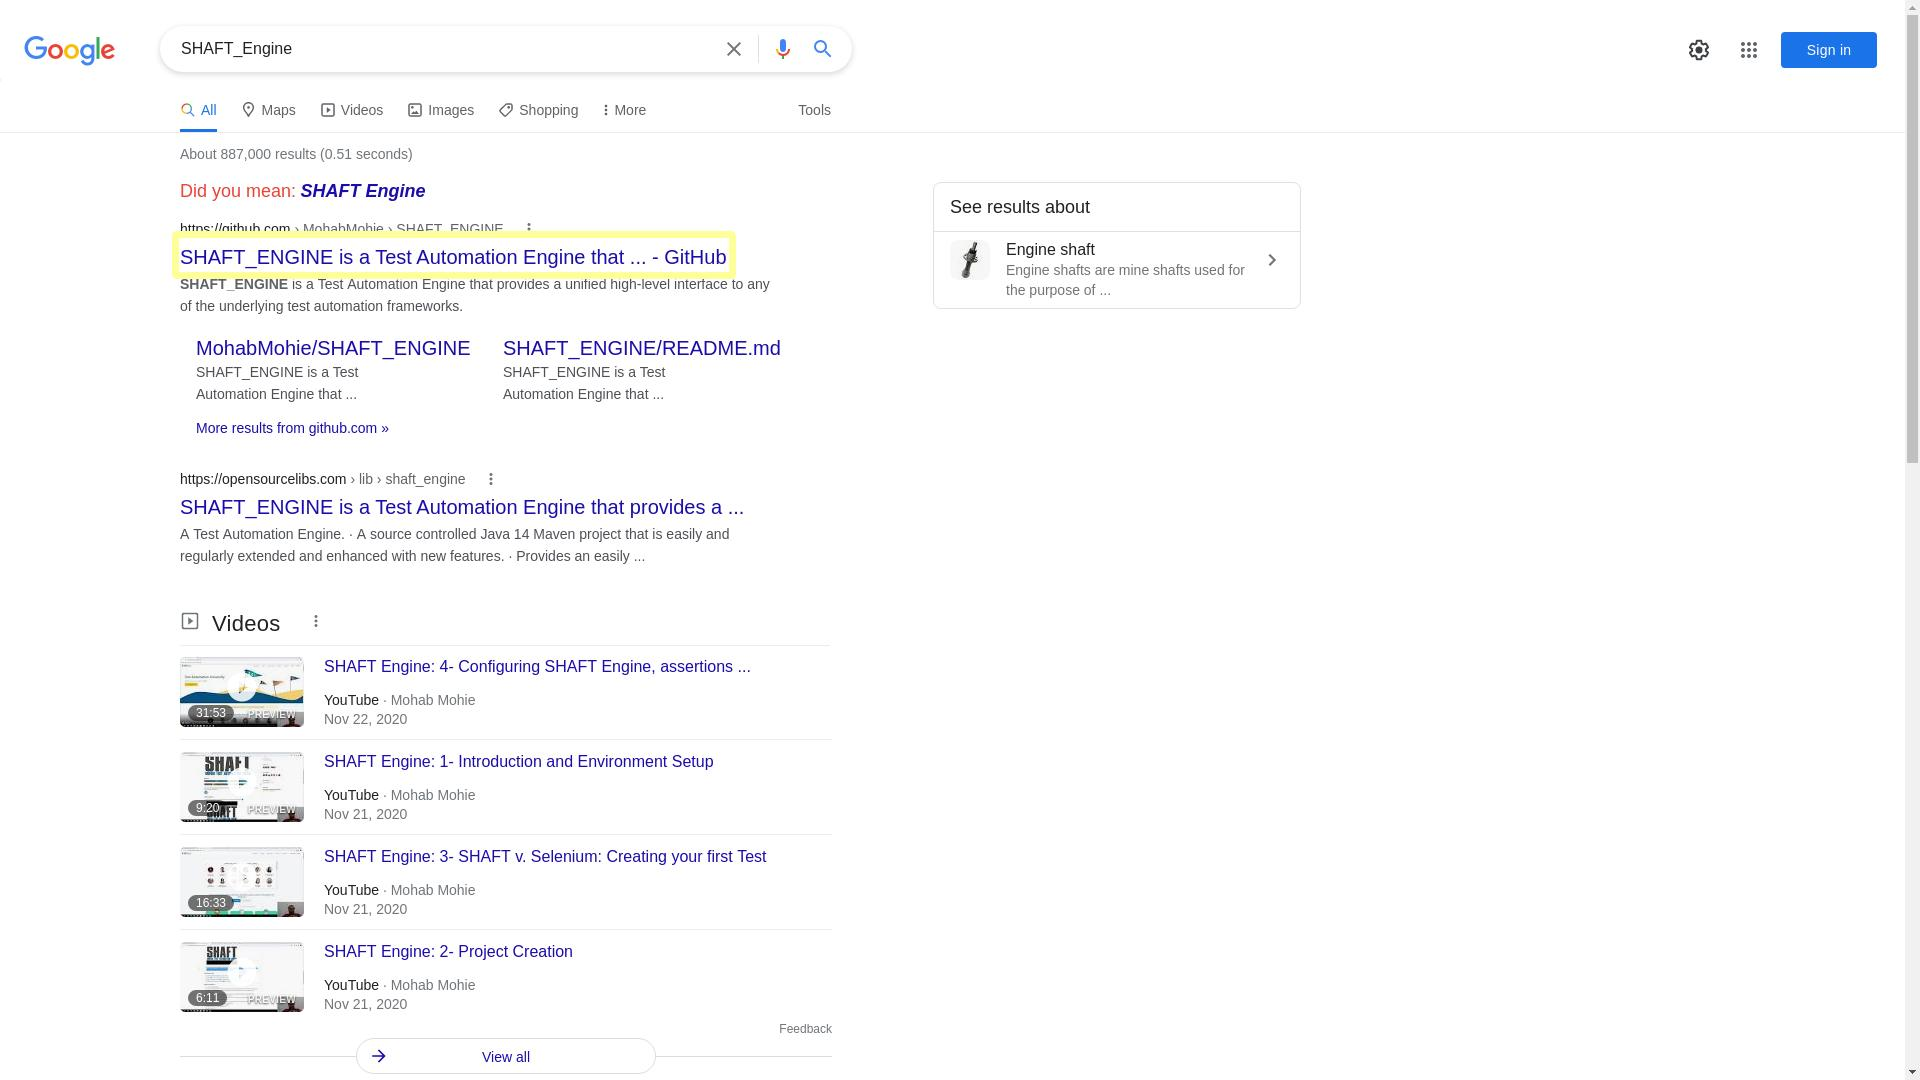 Google
SHAFT_Engine
Sign in
All
Maps
Videos
Images
Shopping
More
Tools
About 887,000 results (0.51 seconds)
Did you mean: SHAFT Engine
https://github.com › MohabMohie › SHAFT_ENGINE
SHAFT_ENGINE is a Test Automation Engine that ... - GitHub
SHAFT_ENGINE is a Test Automation Engine that provides a unified high-level interface to any
of the underlying test automation frameworks.
MohabMohie/SHAFT_ENGINE
SHAFT_ENGINE is a Test
Automation Engine that ...
SHAFT_ENGINE/README.md
SHAFT_ENGINE is a Test
Automation Engine that ...
More results from github.com »
https://opensourcelibs.com › lib › shaft_engine
SHAFT_ENGINE is a Test Automation Engine that provides a ...
A Test Automation Engine. · A source controlled Java 14 Maven project that is easily and
regularly extended and enhanced with new features. · Provides an easily ...
Videos
31:53
PREVIEW
SHAFT Engine: 4- Configuring SHAFT Engine, assertions ...
YouTube · Mohab Mohie
Nov 22, 2020
SHAFT
9:20
PREVIEW
SHAFT Engine: 1- Introduction and Environment Setup
YouTube · Mohab Mohie
Nov 21, 2020
16:33
SHAFT Engine: 3- SHAFT v. Selenium: Creating your first Test
YouTube · Mohab Mohie
Nov 21, 2020
SHAFT
6:11
PREVIEW
SHAFT Engine: 2- Project Creation
YouTube · Mohab Mohie
Nov 21, 2020
Feedback
View all
See results about
Engine shaft
Engine shafts are mine shafts used for
the purpose of ...